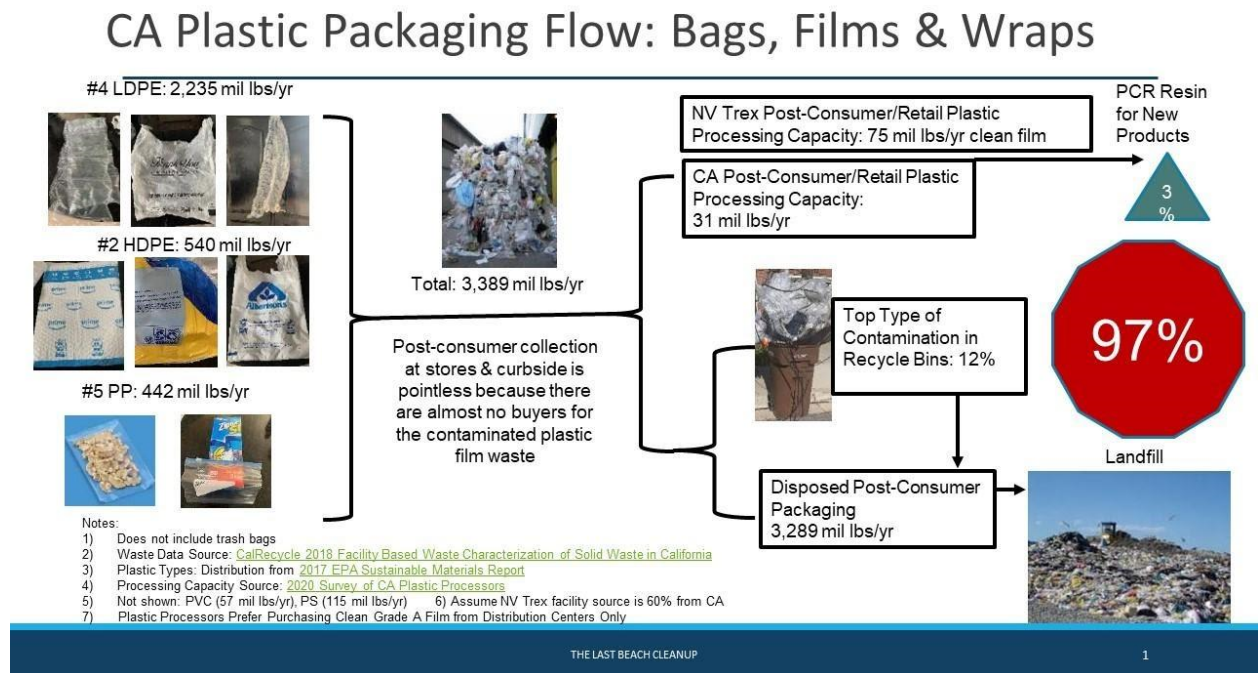 CA Plastic Packaging Flow: Bags, Films & Wraps
#4 LDPE: 2,235 mil lbs/yr
Thank You
#2 HDPE: 540 mil lbs/yr
prime
prime
Albertsons
#5 PP: 442 mil lbs/yr
Total: 3,389 mil lbs/yr
Post-consumer collection
at stores & curbside is
pointless because there
are almost no buyers for
the contaminated plastic
film waste
NV Trex Post-Consumer/Retail Plastic
Processing Capacity: 75 mil lbs/yr clean film
CA Post-Consumer/Retail Plastic
Processing Capacity:
31 mil lbs/yr
PCR Resin
for New
Products
3
%
97%
Top Type of
Contamination in
Recycle Bins: 12%
Disposed Post-Consumer
Packaging
3,289 mil lbs/yr
Landfill
Notes:
1) Does not include trash bags
2) Waste Data Source: CalRecycle 2018 Facility Based Waste Characterization of Solid Waste in California
3) Plastic Types: Distribution from 2017 EPA Sustainable Materials Report
4) Processing Capacity Source: 2020 Survey of CA Plastic Processors
5) Not shown: PVC (57 mil lbs/yr), PS (115 mil lbs/yr) 6) Assume NV Trex facility source is 60% from CA
7) Plastic Processors Prefer Purchasing Clean Grade A Film from Distribution Centers Only
THE LAST BEACH CLEANUP
1